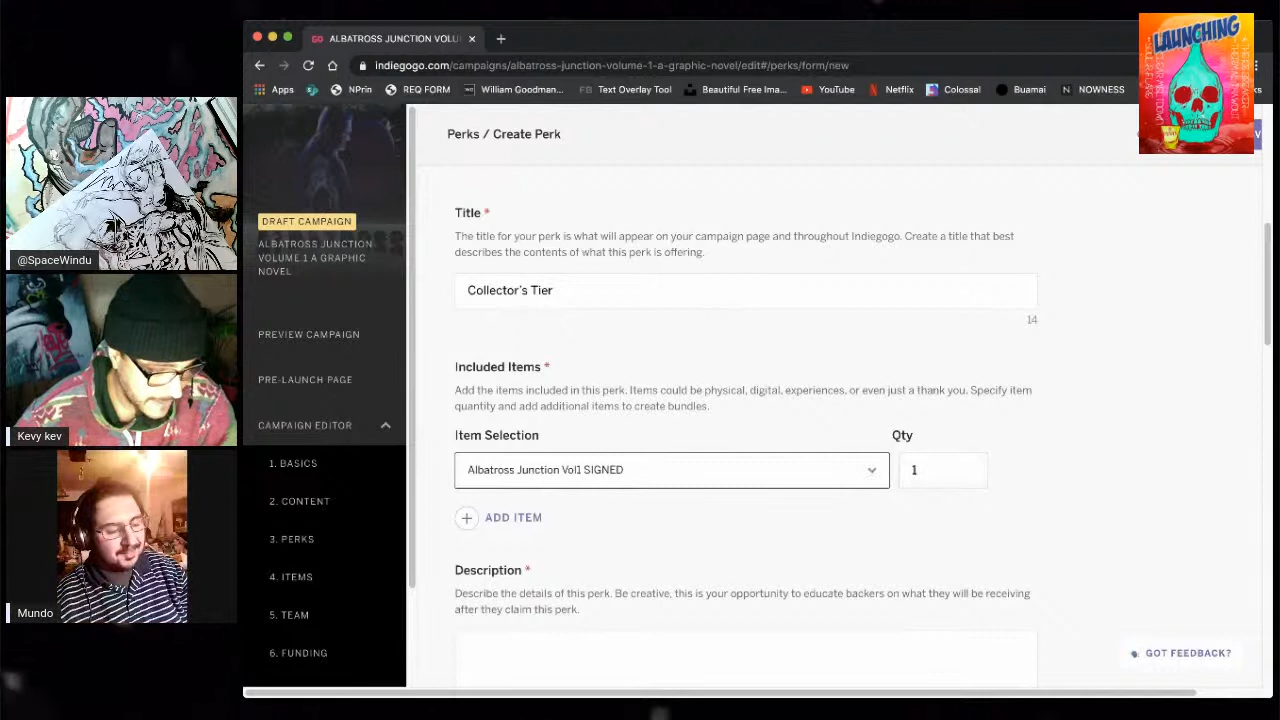 ALBATROSS JUNCTION VOLU
indiegogo.com/campaigns/albatross-junction-volume-1-a-graphic-novel/edit#/perks/form/new
Apps
NPrin
REQ FORM
William Goodman...
FB Text Overlay Tool
Beautiful Free Ima...
YouTube
Netflix
Colossal
Buamai
N NOWNESS
LAUNCHING
Perks / Create Perk
DRAFT CAMPAIGN
ALBATROSS JUNCTION
VOLUME.1 A GRAPHIC
NOVEL
PREVIEW CAMPAIGN
PRE-LAUNCH PAGE
CAMPAIGN EDITOR
1. BASICS
2. CONTENT
3. PERKS
4. ITEMS
5. TEAM
6. FUNDING
Title *
The title for your perk is what will appear on your campaign page and throughout Indiegogo. Create a title that best
describes the contents of what this perk is offering.
Collector's Tier
14
Included Items *
Add the items included in this perk. Items could be physical, digital, experiences, or even just a thank you. Specify item
quantity and add additional items to create bundles.
Item Selection
Qty
Albatross Junction Vol1 SIGNED
1
ADD ITEM
Description *
Describe the details of this perk. Be creative, this is your opportunity to educate backers on what they will be receiving
after they claim this perk.
GOT FEEDBACK?
@SpaceWindu
Kevy kev
Mundo